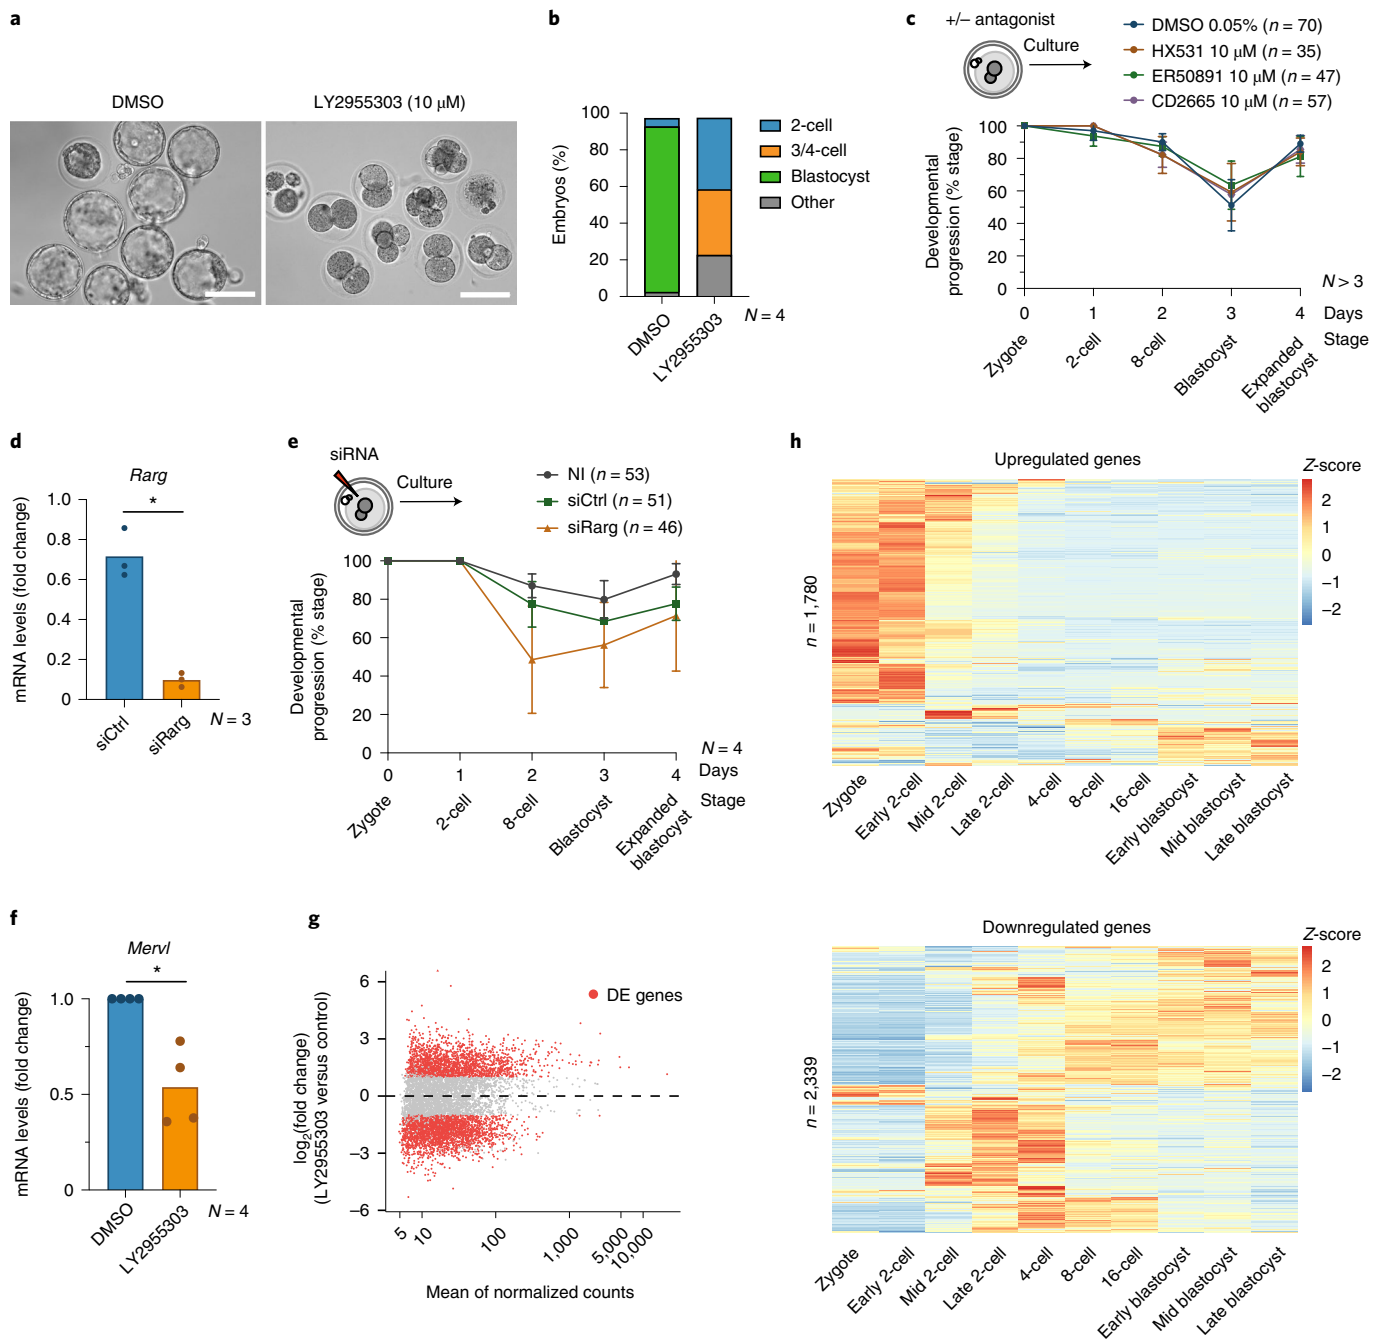 a
DMSO
LY2955303 (10 μM)
b
Embryos (%)
100
80
60
40
20
0
2-cell
3/4-cell
Blastocyst
Other
DMSO
LY2955303
N = 4
c
+/− antagonist
Culture
DMSO 0.05% (n = 70)
HX531 10 μM (n = 35)
ER50891 10 μM (n = 47)
CD2665 10 μM (n = 57)
Developmental
progression (% stage)
100
80
60
40
20
0
N > 3
0 1 2 3 4 Days
Zygote
2-cell
8-cell
Blastocyst
Expanded
blastocyst
Stage
d
Rarg
*
mRNA levels (fold change)
1.0
0.8
0.6
0.4
0.2
0
siCtrl
siRarg
N = 3
e
siRNA
Culture
NI (n = 53)
siCtrl (n = 51)
siRarg (n = 46)
Developmental
progression (% stage)
100
80
60
40
20
0
N = 4
0 1 2 3 4 Days
Zygote
2-cell
8-cell
Blastocyst
Expanded
blastocyst
Stage
f
Mervl
*
mRNA levels (fold change)
1.0
0.5
0
DMSO
LY2955303
N = 4
g
log2(fold change)
(LY2955303 versus control)
6
3
0
−3
−6
DE genes
5 10 100 1,000 5,000 10,000
Mean of normalized counts
h
Upregulated genes
n = 1,780
Z-score
2
1
0
−1
−2
Zygote
Early 2-cell
Mid 2-cell
Late 2-cell
4-cell
8-cell
16-cell
Early blastocyst
Mid blastocyst
Late blastocyst
Downregulated genes
n = 2,339
Z-score
2
1
0
−1
−2
Zygote
Early 2-cell
Mid 2-cell
Late 2-cell
4-cell
8-cell
16-cell
Early blastocyst
Mid blastocyst
Late blastocyst